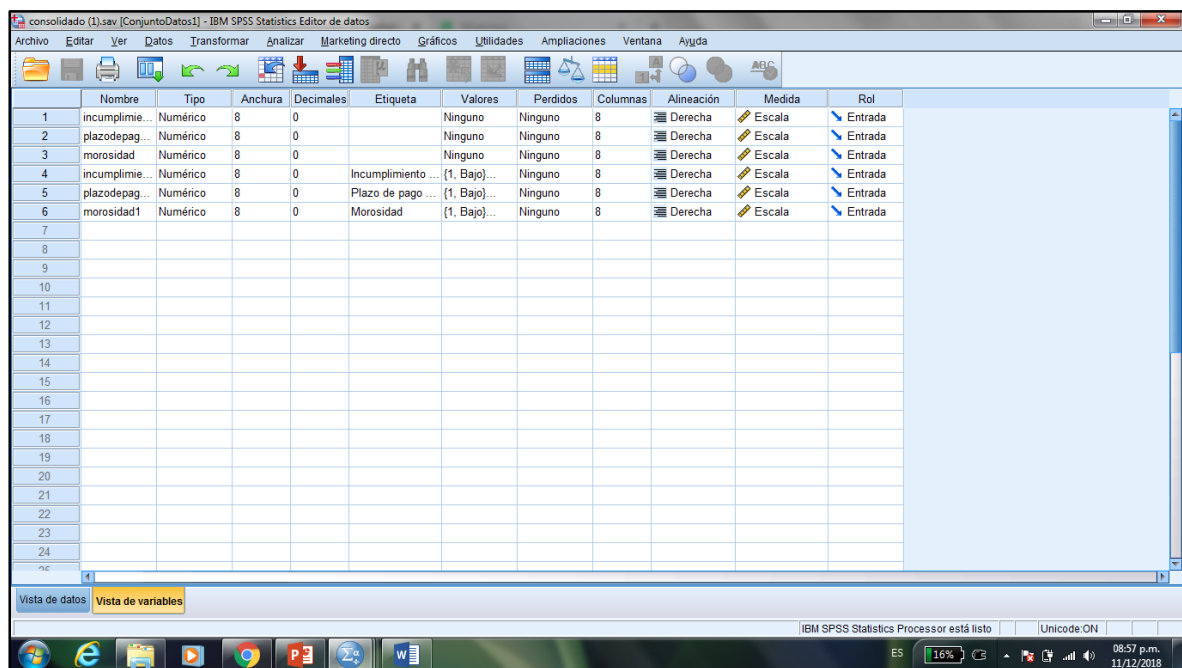 consolidado (1).sav [ConjuntoDatos1] - IBM SPSS Statistics Editor de datos
Archivo Editar Ver Datos Transformar Analizar Marketing directo Gráficos Utilidades Ampliaciones Ventana Ayuda
Nombre Tipo Anchura Decimales Etiqueta Valores Perdidos Columnas Alineación Medida Rol
1 incumplimie... Numérico 8 0 Ninguno Ninguno 8 Derecha Escala Entrada
2 plazodepag... Numérico 8 0 Ninguno Ninguno 8 Derecha Escala Entrada
3 morosidad Numérico 8 0 Ninguno Ninguno 8 Derecha Escala Entrada
4 incumplimie... Numérico 8 0 Incumplimiento ... {1, Bajo}... Ninguno 8 Derecha Escala Entrada
5 plazodepag... Numérico 8 0 Plazo de pago ... {1, Bajo}... Ninguno 8 Derecha Escala Entrada
6 morosidad1 Numérico 8 0 Morosidad {1, Bajo}... Ninguno 8 Derecha Escala Entrada
7
8
9
10
11
12
13
14
15
16
17
18
19
20
21
22
23
24
25
Vista de datos Vista de variables
IBM SPSS Statistics Processor está listo Unicode:ON
ES 16% 08:57 p.m.
11/12/2018